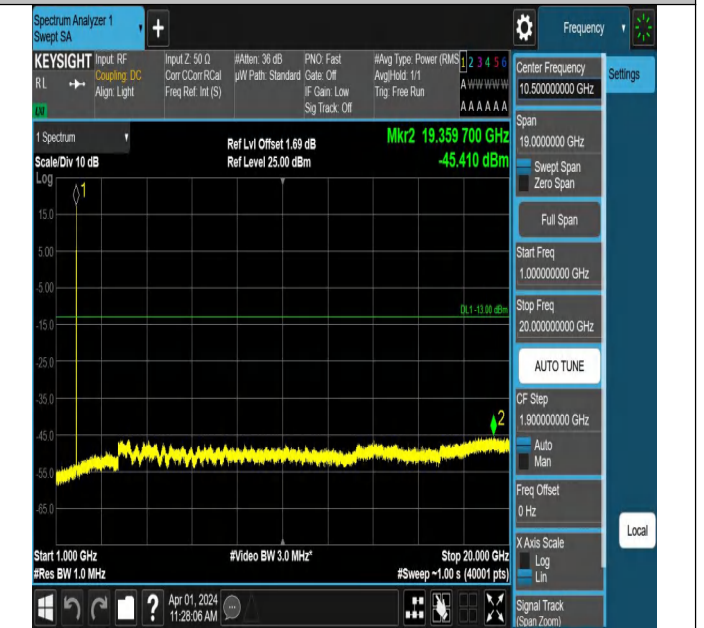 Spectrum Analyzer 1
Swept SA
+
Frequency
KEYSIGHT
RL
Input: RF
Coupling: DC
Align: Light
Input Z: 50 Ω
Corr CCorr RCal
Freq Ref: Int (S)
#Atten: 36 dB
µW Path: Standard
PNO: Fast
Gate: Off
IF Gain: Low
Sig Track: Off
#Avg Type: Power (RMS
Avg|Hold: 1/1
Trig: Free Run
1 2 3 4 5 6
A W W W W W
A A A A A A
1 Spectrum
Scale/Div 10 dB
Log
Ref Lvl Offset 1.69 dB
Ref Level 25.00 dBm
Mkr2 19.359 700 GHz
-45.410 dBm
1
15.0
5.00
-5.00
DL1 -13.00 dBm
-15.0
-25.0
-35.0
2
-45.0
-55.0
-65.0
Start 1.000 GHz
#Res BW 1.0 MHz
#Video BW 3.0 MHz*
Stop 20.000 GHz
#Sweep ~1.00 s (40001 pts)
?
Apr 01, 2024
11:28:06 AM
Center Frequency
10.500000000 GHz
Settings
Span
19.0000000 GHz
Swept Span
Zero Span
Full Span
Start Freq
1.000000000 GHz
Stop Freq
20.000000000 GHz
AUTO TUNE
CF Step
1.900000000 GHz
Auto
Man
Freq Offset
0 Hz
X Axis Scale
Log
Lin
Local
Signal Track
(Span Zoom)